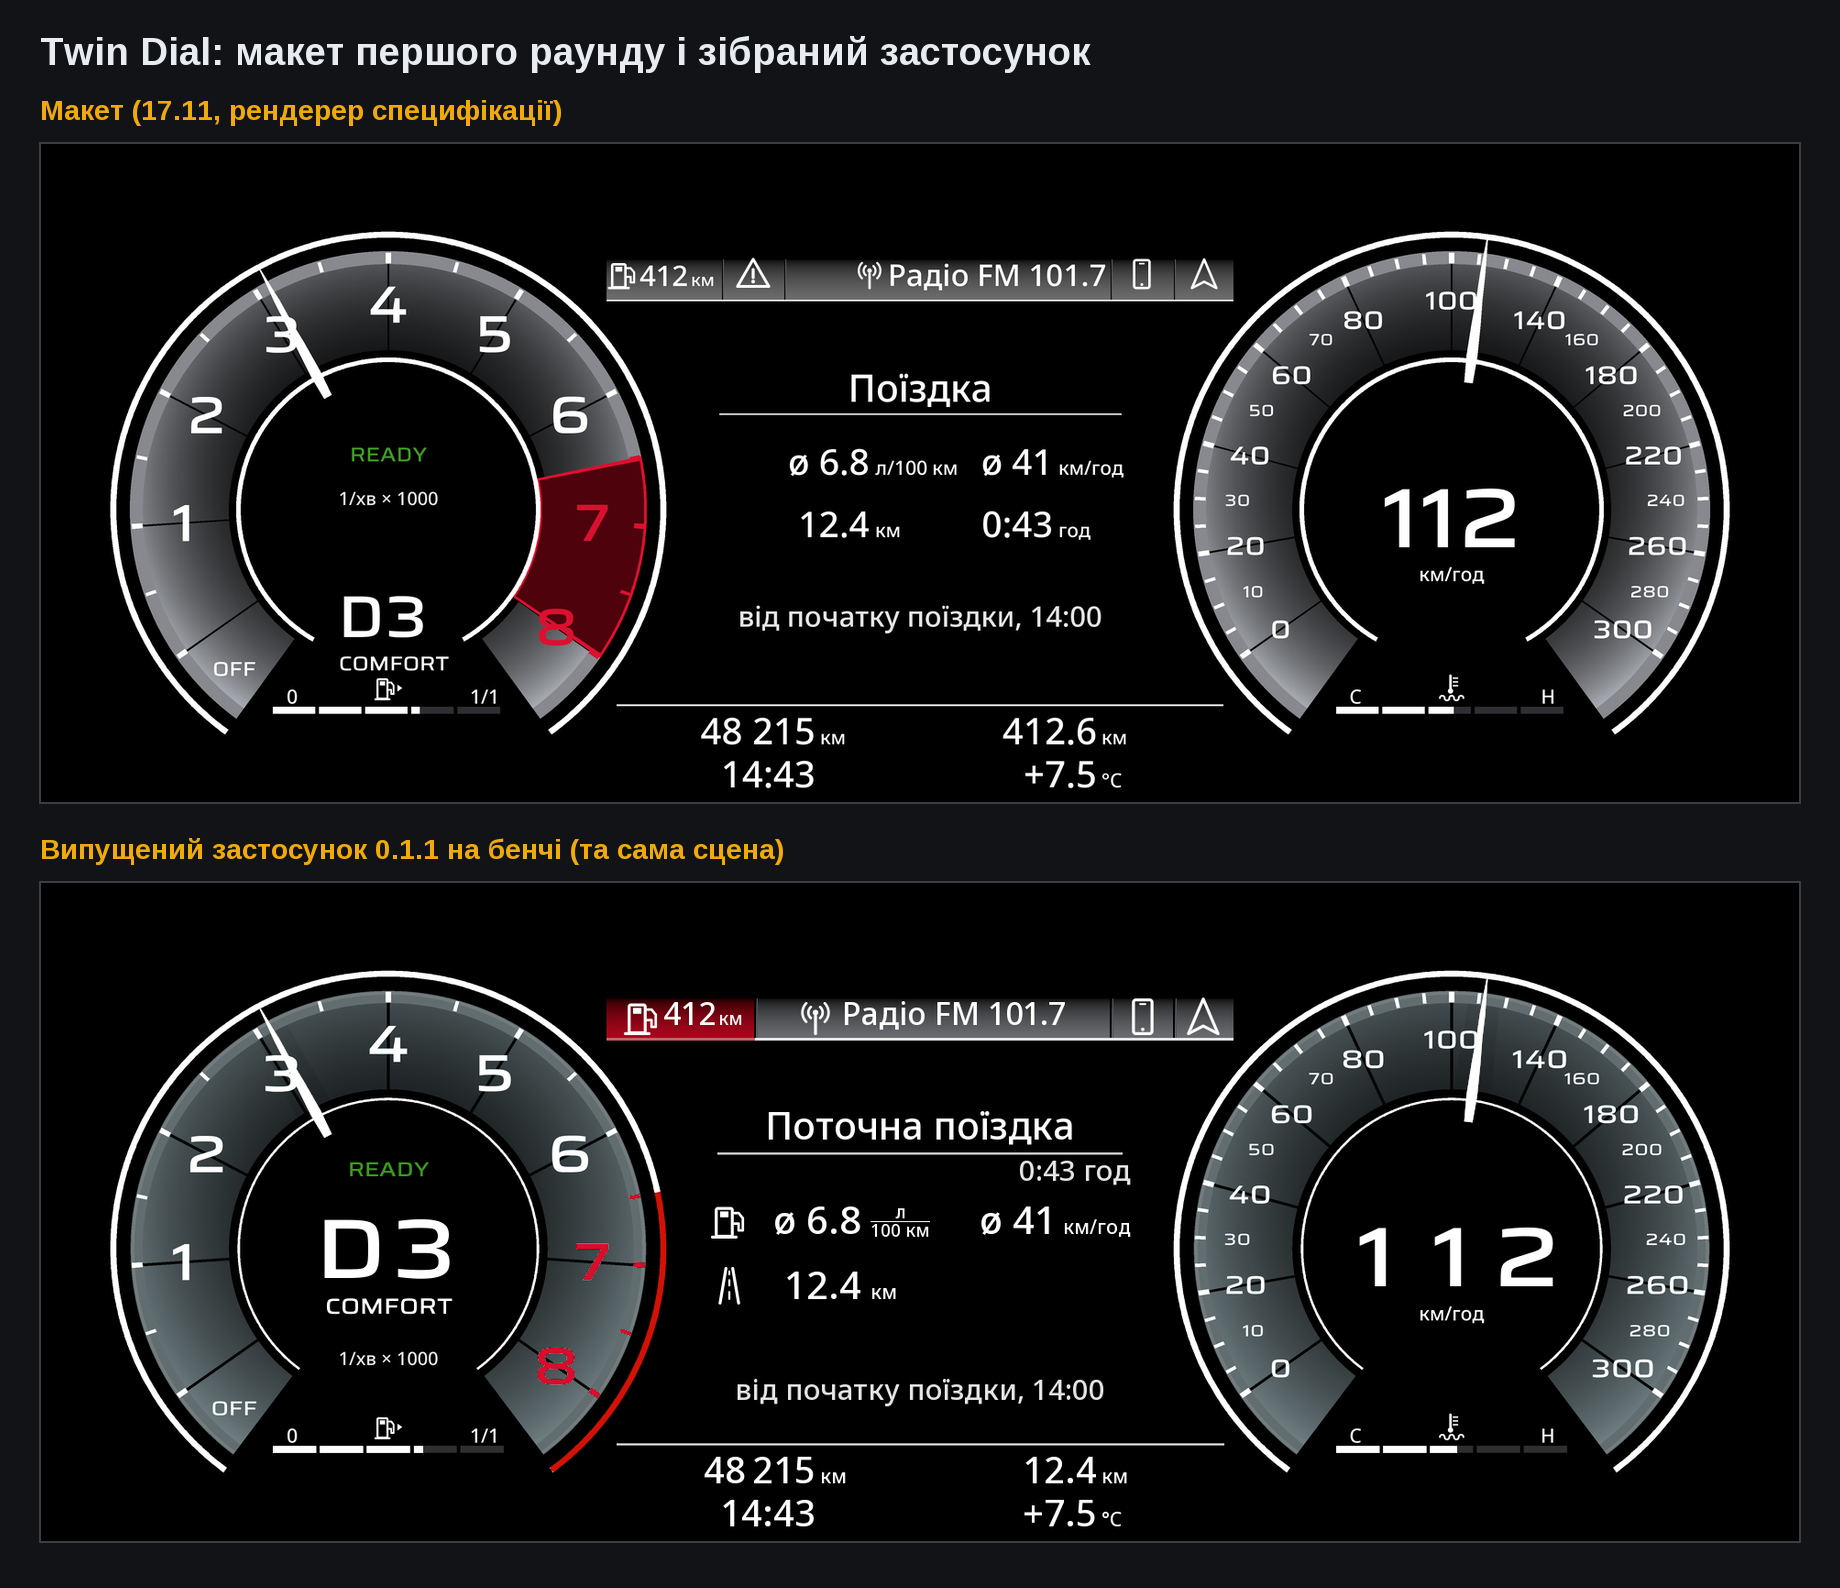 Twin Dial: макет першого раунду і зібраний застосунок
Макет (17.11, рендерер специфікації)
412 км Радіо FM 101.7
OFF 1 2 3 4 5 6 7 8
READY
1/хв × 1000
D3
COMFORT
0 1/1
Поїздка
ø 6.8 л/100 км ø 41 км/год
12.4 км 0:43 год
від початку поїздки, 14:00
48 215 км 412.6 км
14:43 +7.5 °C
0 10 20 30 40 50 60 70 80 100 140 160 180 200 220 240 260 280 300
112
км/год
C H
Випущений застосунок 0.1.1 на бенчі (та сама сцена)
412 км Радіо FM 101.7
OFF 1 2 3 4 5 6 7 8
READY
D3
COMFORT
1/хв × 1000
0 1/1
Поточна поїздка
0:43 год
ø 6.8 л/100 км ø 41 км/год
12.4 км
від початку поїздки, 14:00
48 215 км 12.4 км
14:43 +7.5 °C
0 10 20 30 40 50 60 70 80 100 140 160 180 200 220 240 260 280 300
112
км/год
C H